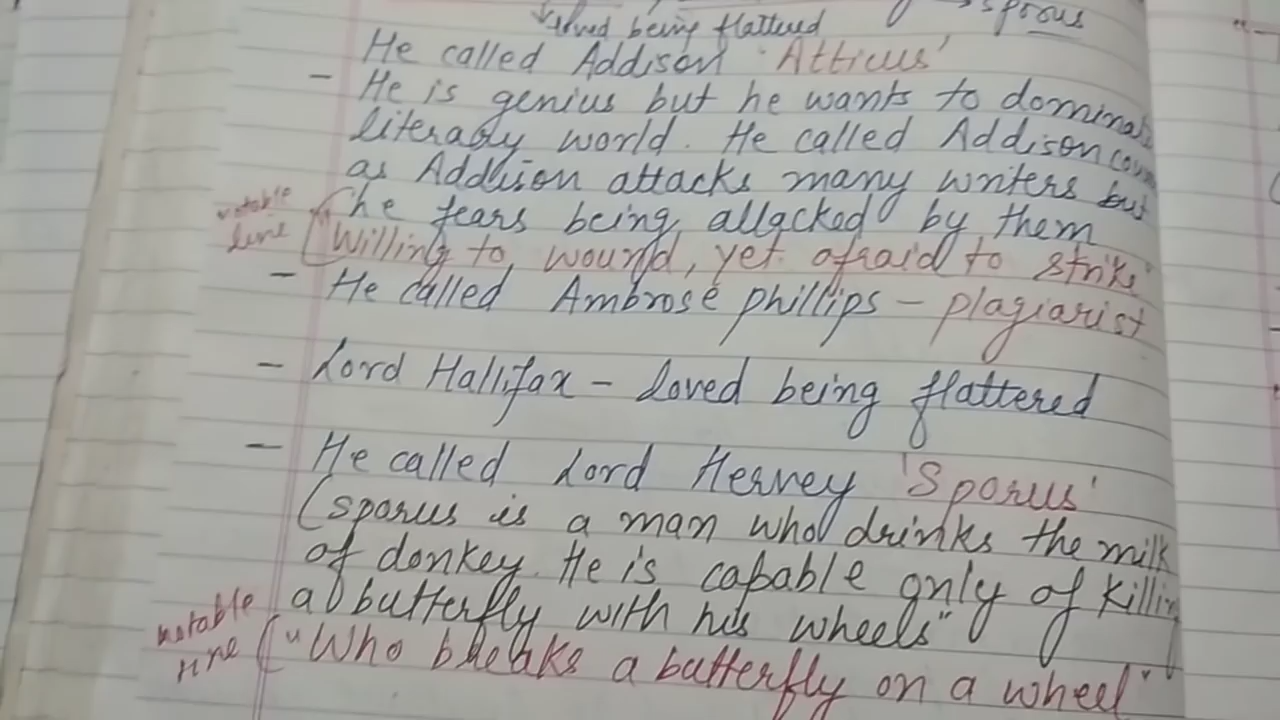 sporus
loved being flattered
He called Addison 'Atticus'
- He is genius but he wants to dominate
literary world. He called Addison
as Addison attacks many writers but
he fears being attacked by them
notable line
"Willing to wound, yet afraid to strike"
- He called Ambrose phillips - plagiarist
- Lord Hallifax - Loved being flattered
- He called Lord Hervey 'Sporus'
(sporus is a man who drinks the milk
of donkey. He is capable only of killing
a butterfly with his wheels"
notable line
("Who breaks a butterfly on a wheel"